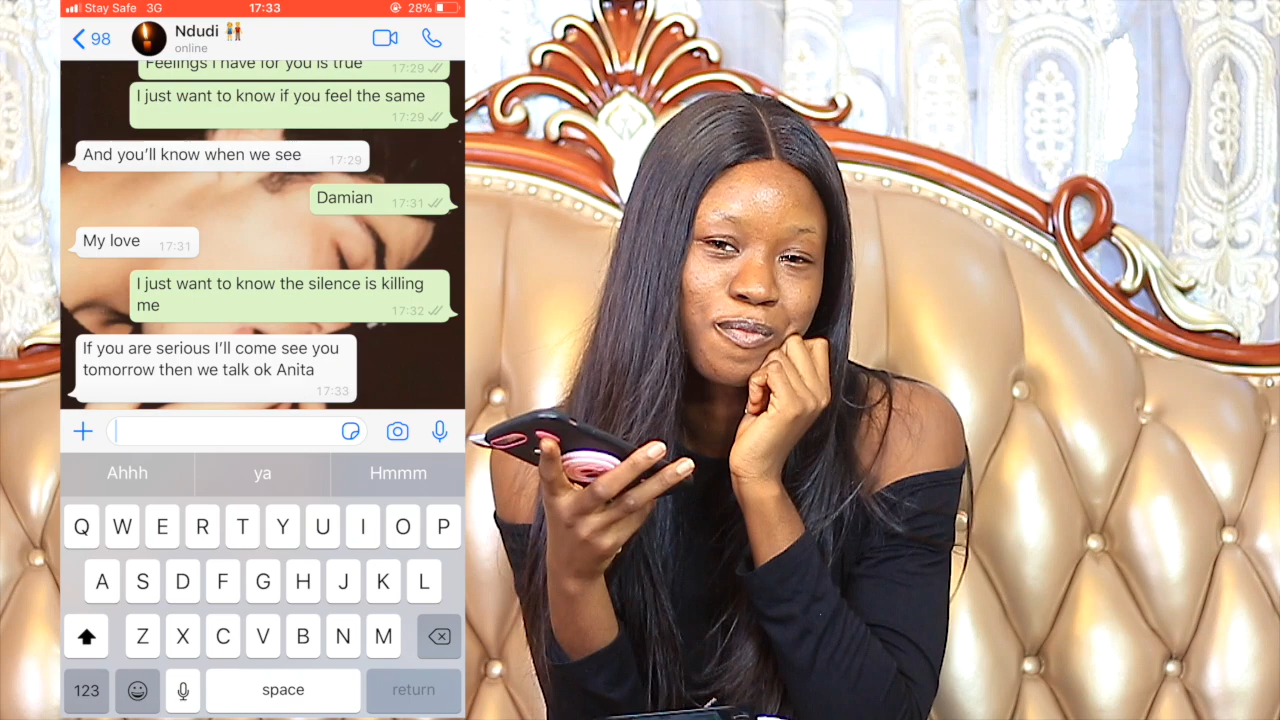 Stay Safe 3G 17:33 28%
98 Ndudi
online
Feelings I have for you is true
17:29
I just want to know if you feel the same
17:29
And you'll know when we see 17:29
Damian 17:31
My love 17:31
I just want to know the silence is killing
me 17:32
If you are serious I'll come see you
tomorrow then we talk ok Anita
17:33
Ahhh ya Hmmm
Q W E R T Y U I O P
A S D F G H J K L
Z X C V B N M
123 space return